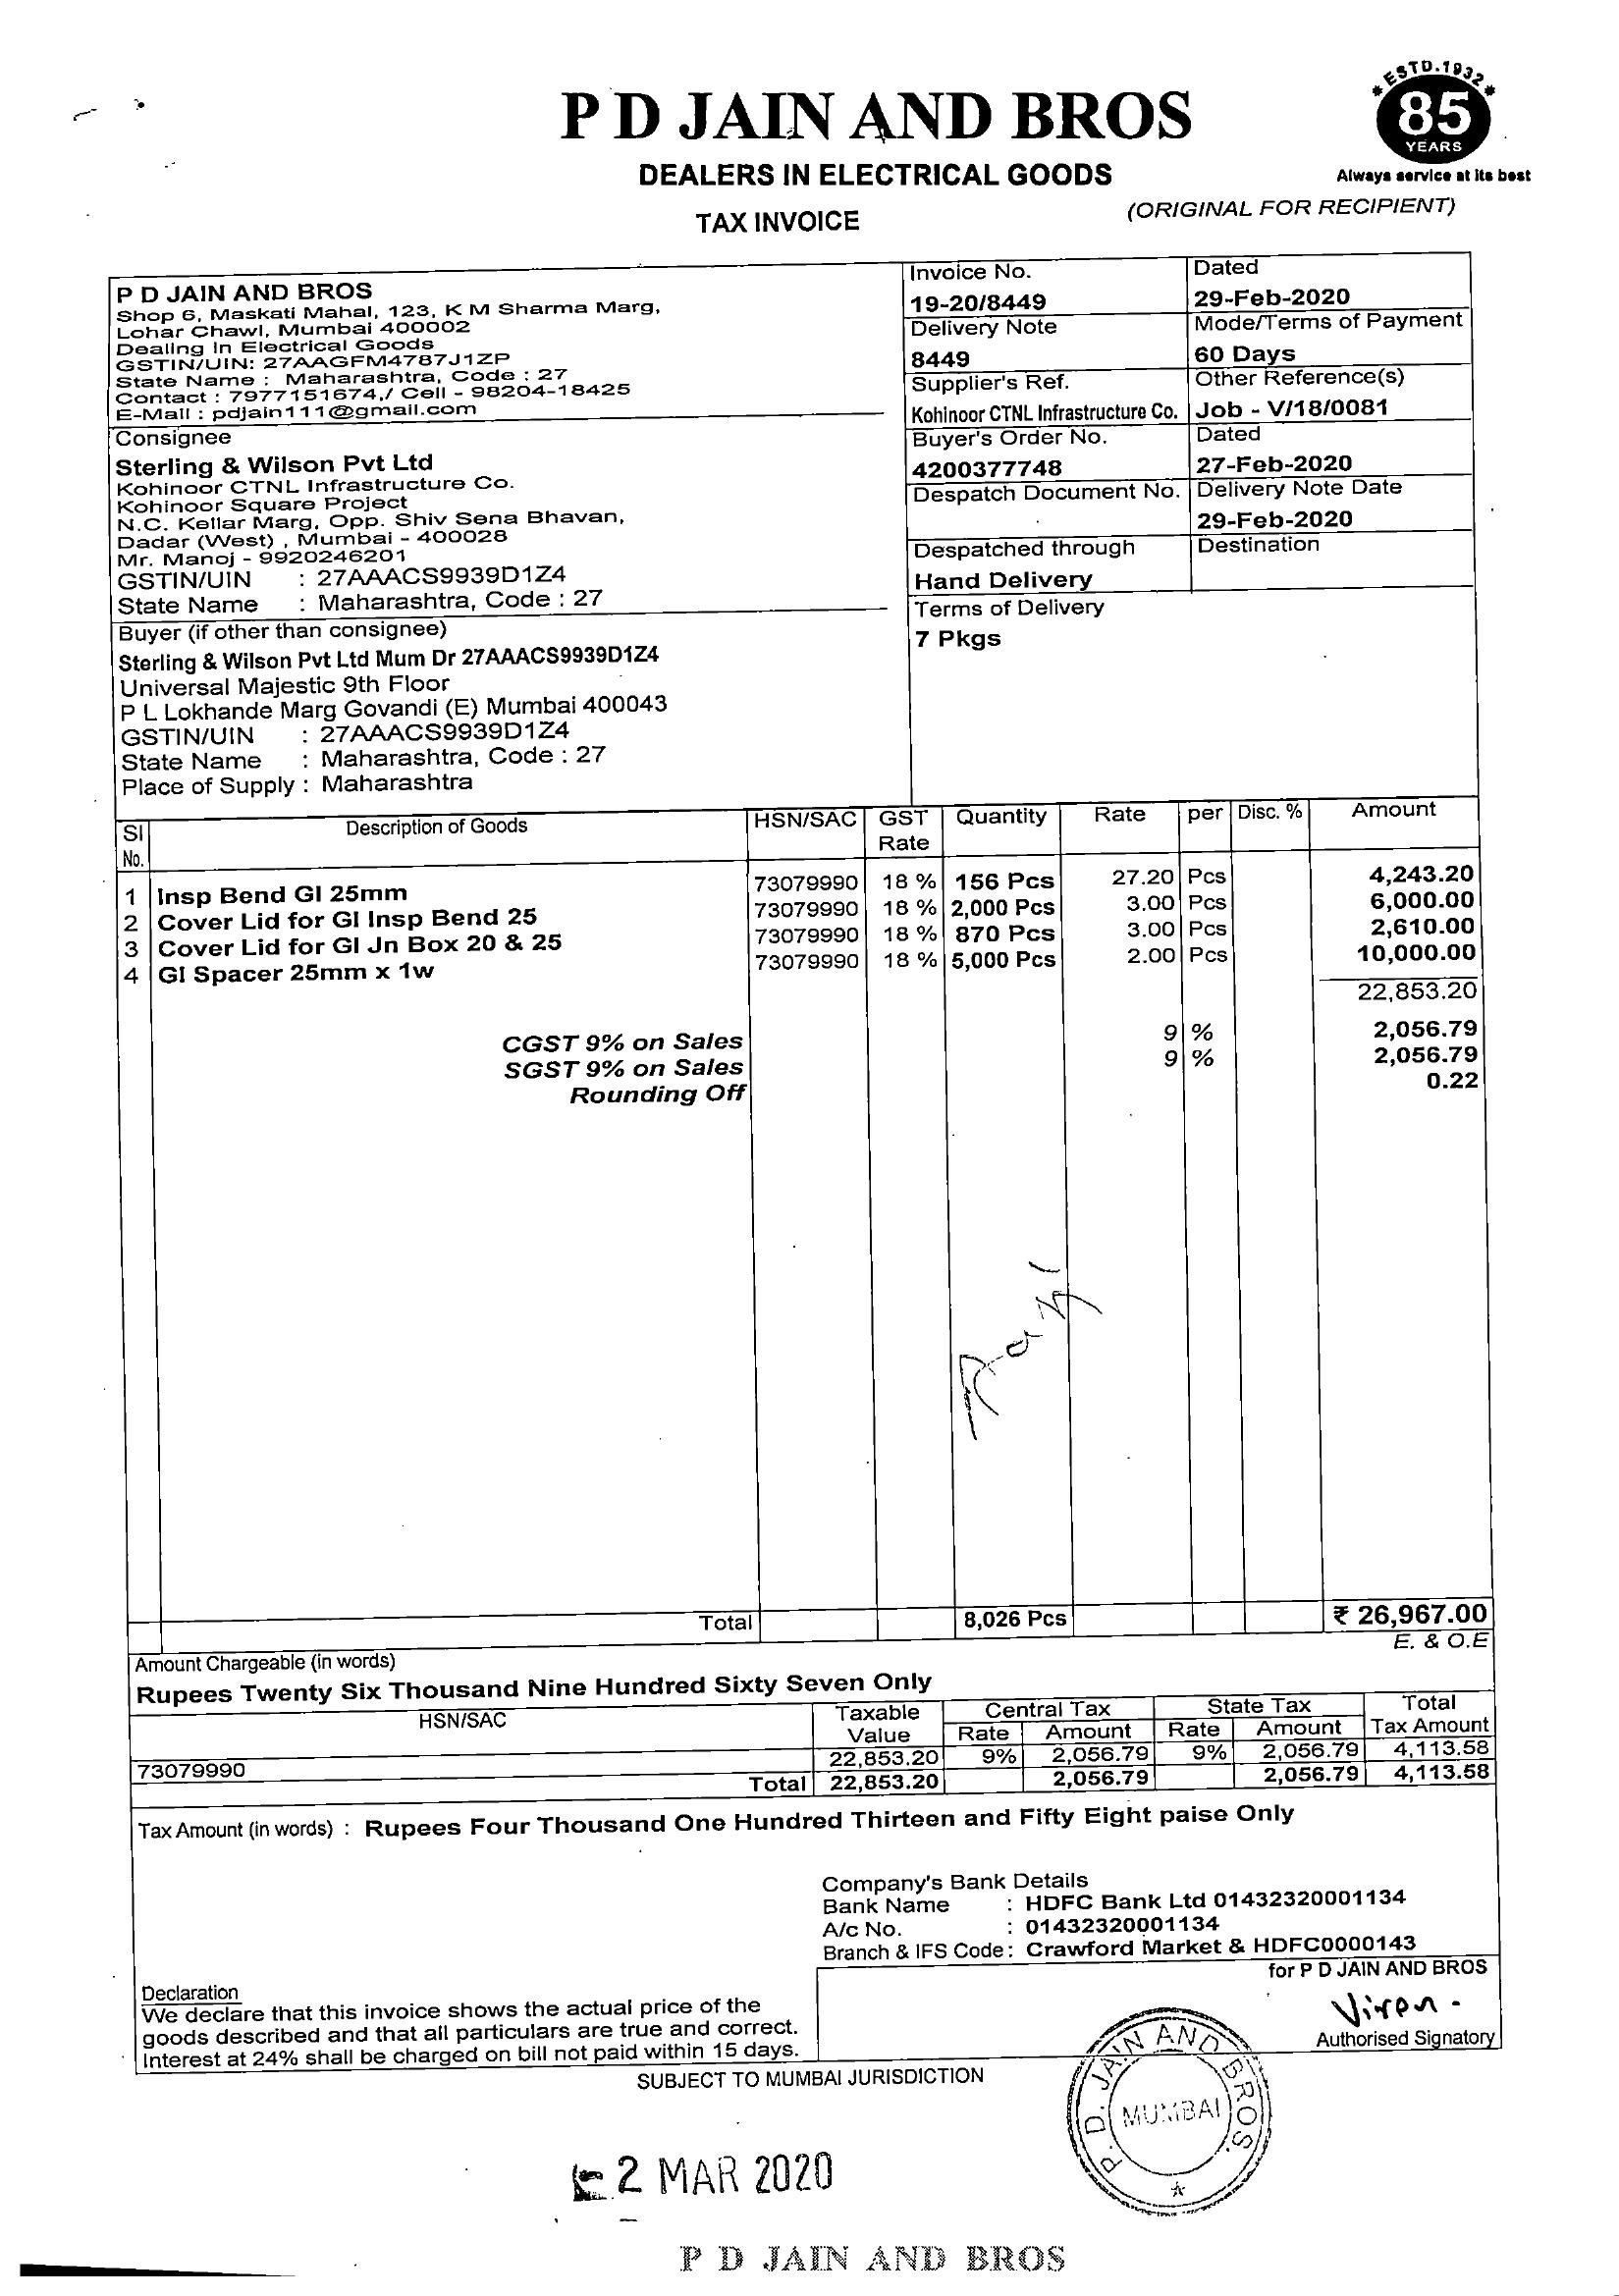 ESTD.1932
85
YEARS
Always service at its best
P D JAIN AND BROS
DEALERS IN ELECTRICAL GOODS
TAX INVOICE
(ORIGINAL FOR RECIPIENT)
P D JAIN AND BROS
Shop 6, Maskati Mahal, 123, K M Sharma Marg,
Lohar Chawl, Mumbai 400002
Dealing In Electrical Goods
GSTIN/UIN: 27AAGFM4787J1ZP
State Name : Maharashtra, Code : 27
Contact : 7977151674,/ Cell - 98204-18425
E-Mail : pdjain111@gmail.com
Invoice No. Dated
19-20/8449 29-Feb-2020
Delivery Note Mode/Terms of Payment
8449 60 Days
Supplier's Ref. Other Reference(s)
Kohinoor CTNL Infrastructure Co. Job - V/18/0081
Buyer's Order No. Dated
4200377748 27-Feb-2020
Despatch Document No. Delivery Note Date
29-Feb-2020
Despatched through Destination
Hand Delivery
Terms of Delivery
7 Pkgs
Consignee
Sterling & Wilson Pvt Ltd
Kohinoor CTNL Infrastructure Co.
Kohinoor Square Project
N.C. Kellar Marg, Opp. Shiv Sena Bhavan,
Dadar (West) , Mumbai - 400028
Mr. Manoj - 9920246201
GSTIN/UIN : 27AAACS9939D1Z4
State Name : Maharashtra, Code : 27
Buyer (if other than consignee)
Sterling & Wilson Pvt Ltd Mum Dr 27AAACS9939D1Z4
Universal Majestic 9th Floor
P L Lokhande Marg Govandi (E) Mumbai 400043
GSTIN/UIN : 27AAACS9939D1Z4
State Name : Maharashtra, Code : 27
Place of Supply : Maharashtra
Sl No. Description of Goods HSN/SAC GST Rate Quantity Rate per Disc. % Amount
1 Insp Bend GI 25mm 73079990 18 % 156 Pcs 27.20 Pcs 4,243.20
2 Cover Lid for GI Insp Bend 25 73079990 18 % 2,000 Pcs 3.00 Pcs 6,000.00
3 Cover Lid for GI Jn Box 20 & 25 73079990 18 % 870 Pcs 3.00 Pcs 2,610.00
4 GI Spacer 25mm x 1w 73079990 18 % 5,000 Pcs 2.00 Pcs 10,000.00
22,853.20
CGST 9% on Sales 9 % 2,056.79
SGST 9% on Sales 9 % 2,056.79
Rounding Off 0.22
Total 8,026 Pcs ₹ 26,967.00
E. & O.E
Amount Chargeable (in words)
Rupees Twenty Six Thousand Nine Hundred Sixty Seven Only
HSN/SAC Taxable Value Central Tax State Tax Total Tax Amount
Rate Amount Rate Amount
73079990 22,853.20 9% 2,056.79 9% 2,056.79 4,113.58
Total 22,853.20 2,056.79 2,056.79 4,113.58
Tax Amount (in words) : Rupees Four Thousand One Hundred Thirteen and Fifty Eight paise Only
Company's Bank Details
Bank Name : HDFC Bank Ltd 01432320001134
A/c No. : 01432320001134
Branch & IFS Code : Crawford Market & HDFC0000143
for P D JAIN AND BROS
Viren.
Authorised Signatory
Declaration
We declare that this invoice shows the actual price of the
goods described and that all particulars are true and correct.
Interest at 24% shall be charged on bill not paid within 15 days.
SUBJECT TO MUMBAI JURISDICTION
P. D. JAIN AND BROS.
MUMBAI
2 MAR 2020
P D JAIN AND BROS